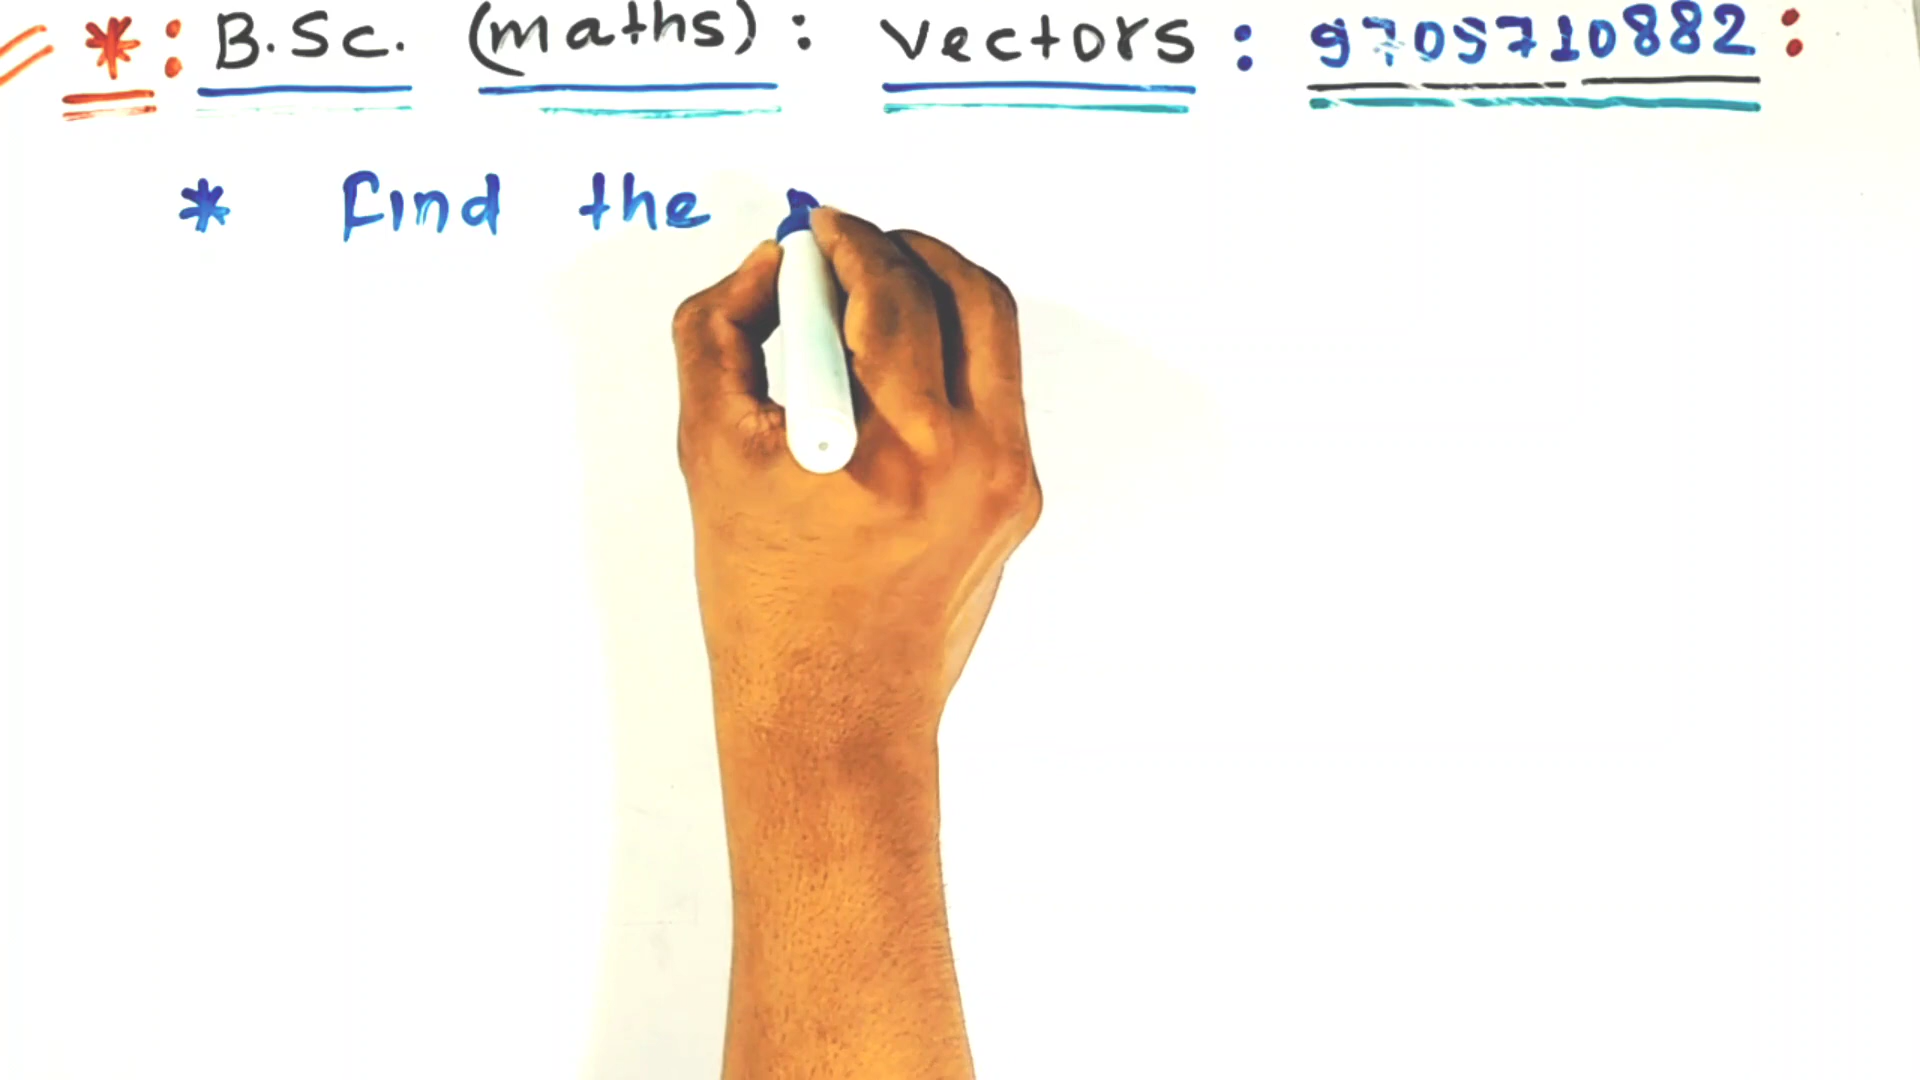 *: B.Sc. (maths): Vectors: 9705710882:
* Find the